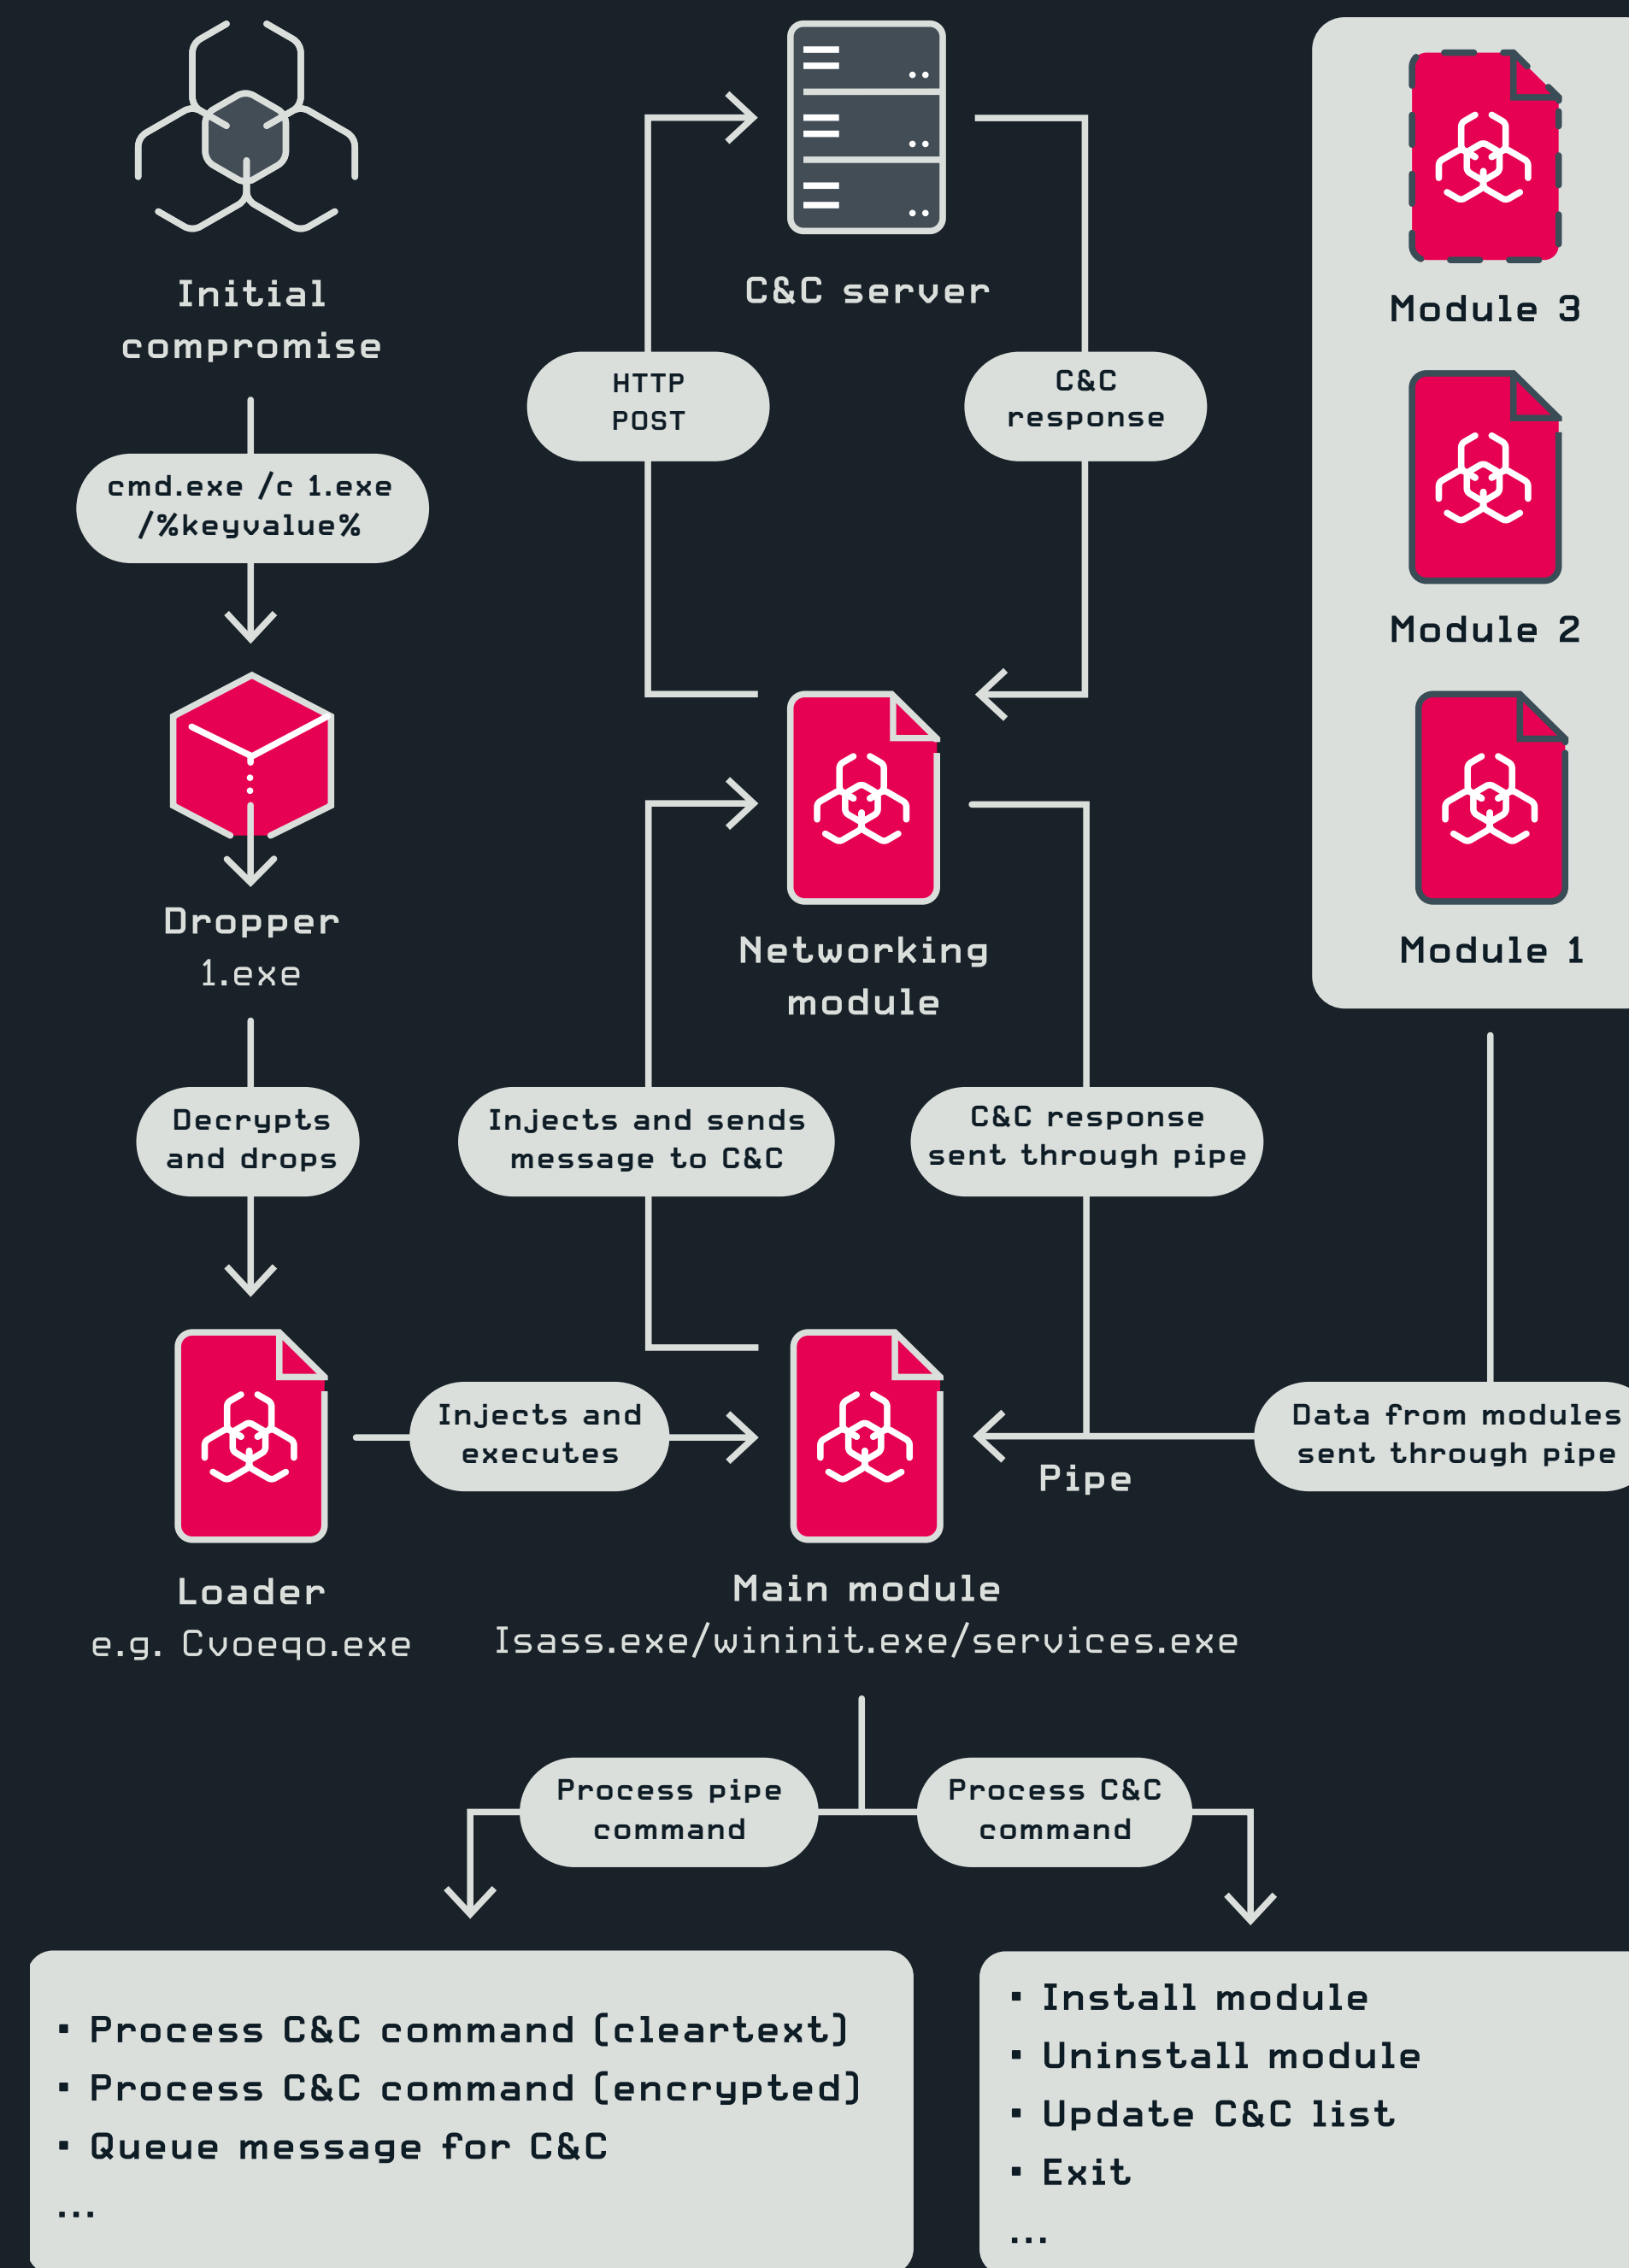 Initial
compromise
cmd.exe /c 1.exe
/%keyvalue%
Dropper
1.exe
Decrypts
and drops
Loader
e.g. Cvoeqo.exe
Injects and
executes
C&C server
HTTP
POST
C&C
response
Networking
module
Injects and sends
message to C&C
C&C response
sent through pipe
Main module
Isass.exe/wininit.exe/services.exe
Pipe
Module 3
Module 2
Module 1
Data from modules
sent through pipe
Process pipe
command
Process C&C
command
▪ Process C&C command (cleartext)
▪ Process C&C command (encrypted)
▪ Queue message for C&C
...
▪ Install module
▪ Uninstall module
▪ Update C&C list
▪ Exit
...